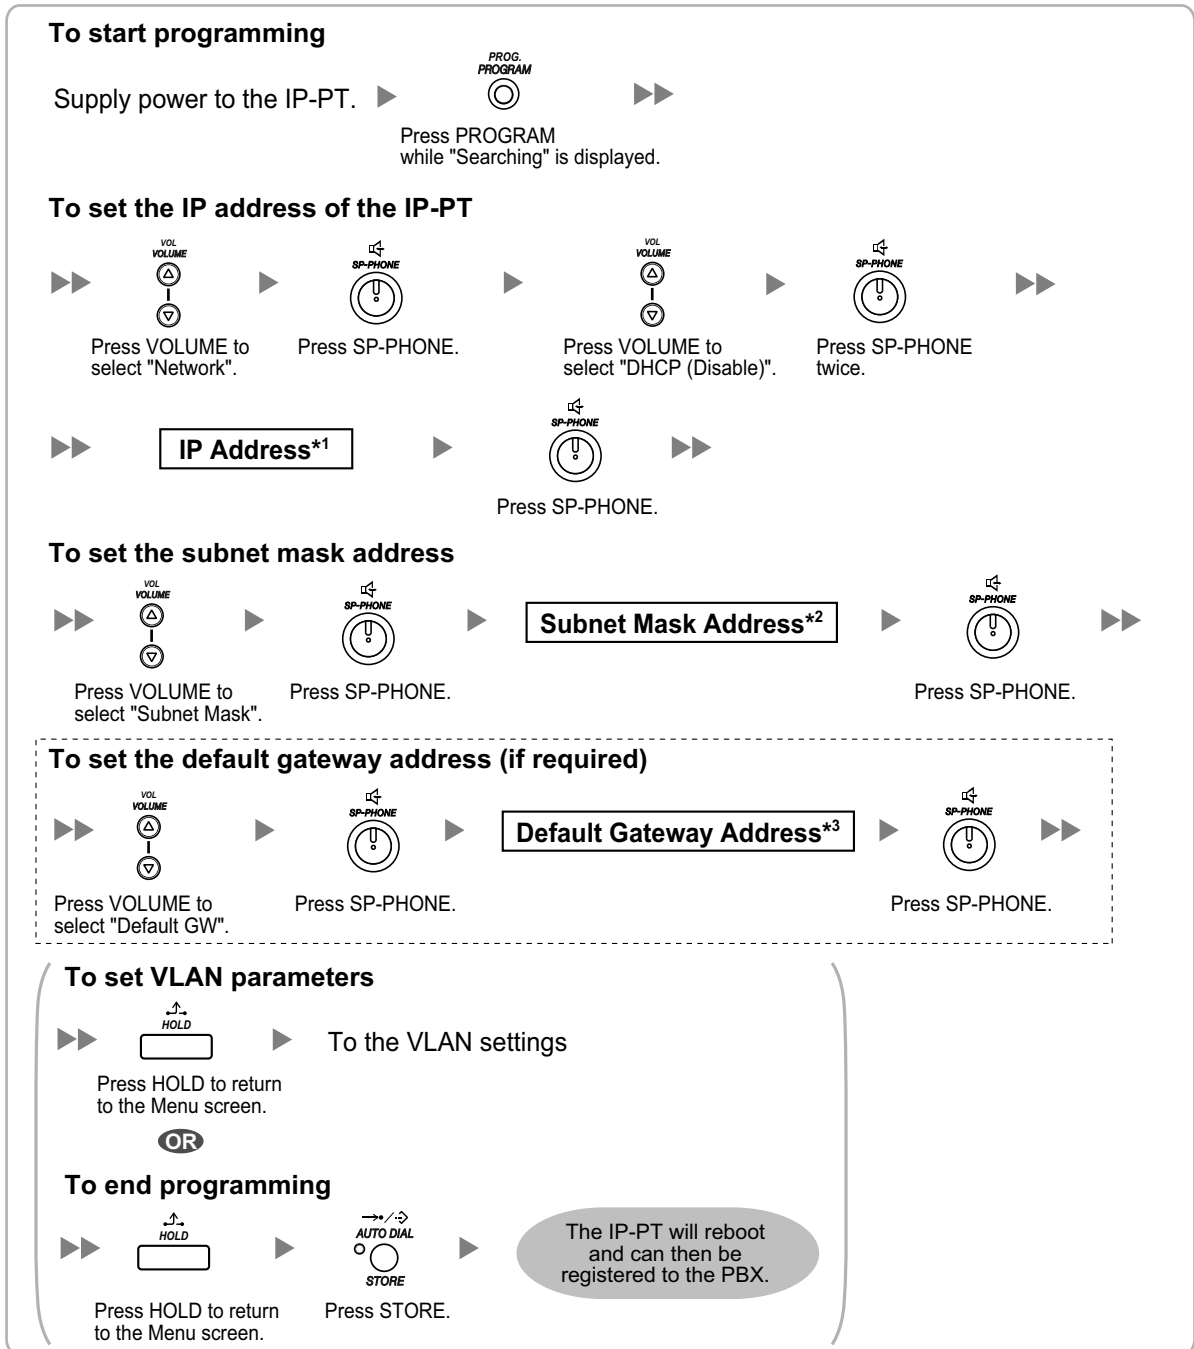 To start programming
Supply power to the IP-PT.
PROG.
PROGRAM
Press PROGRAM
while "Searching" is displayed.
To set the IP address of the IP-PT
VOL
VOLUME
Press VOLUME to
select "Network".
SP-PHONE
Press SP-PHONE.
VOL
VOLUME
Press VOLUME to
select "DHCP (Disable)".
SP-PHONE
Press SP-PHONE
twice.
IP Address*1
SP-PHONE
Press SP-PHONE.
To set the subnet mask address
VOL
VOLUME
Press VOLUME to
select "Subnet Mask".
SP-PHONE
Press SP-PHONE.
Subnet Mask Address*2
SP-PHONE
Press SP-PHONE.
To set the default gateway address (if required)
VOL
VOLUME
Press VOLUME to
select "Default GW".
SP-PHONE
Press SP-PHONE.
Default Gateway Address*3
SP-PHONE
Press SP-PHONE.
To set VLAN parameters
HOLD
Press HOLD to return
to the Menu screen.
To the VLAN settings
OR
To end programming
HOLD
Press HOLD to return
to the Menu screen.
AUTO DIAL
STORE
Press STORE.
The IP-PT will reboot
and can then be
registered to the PBX.